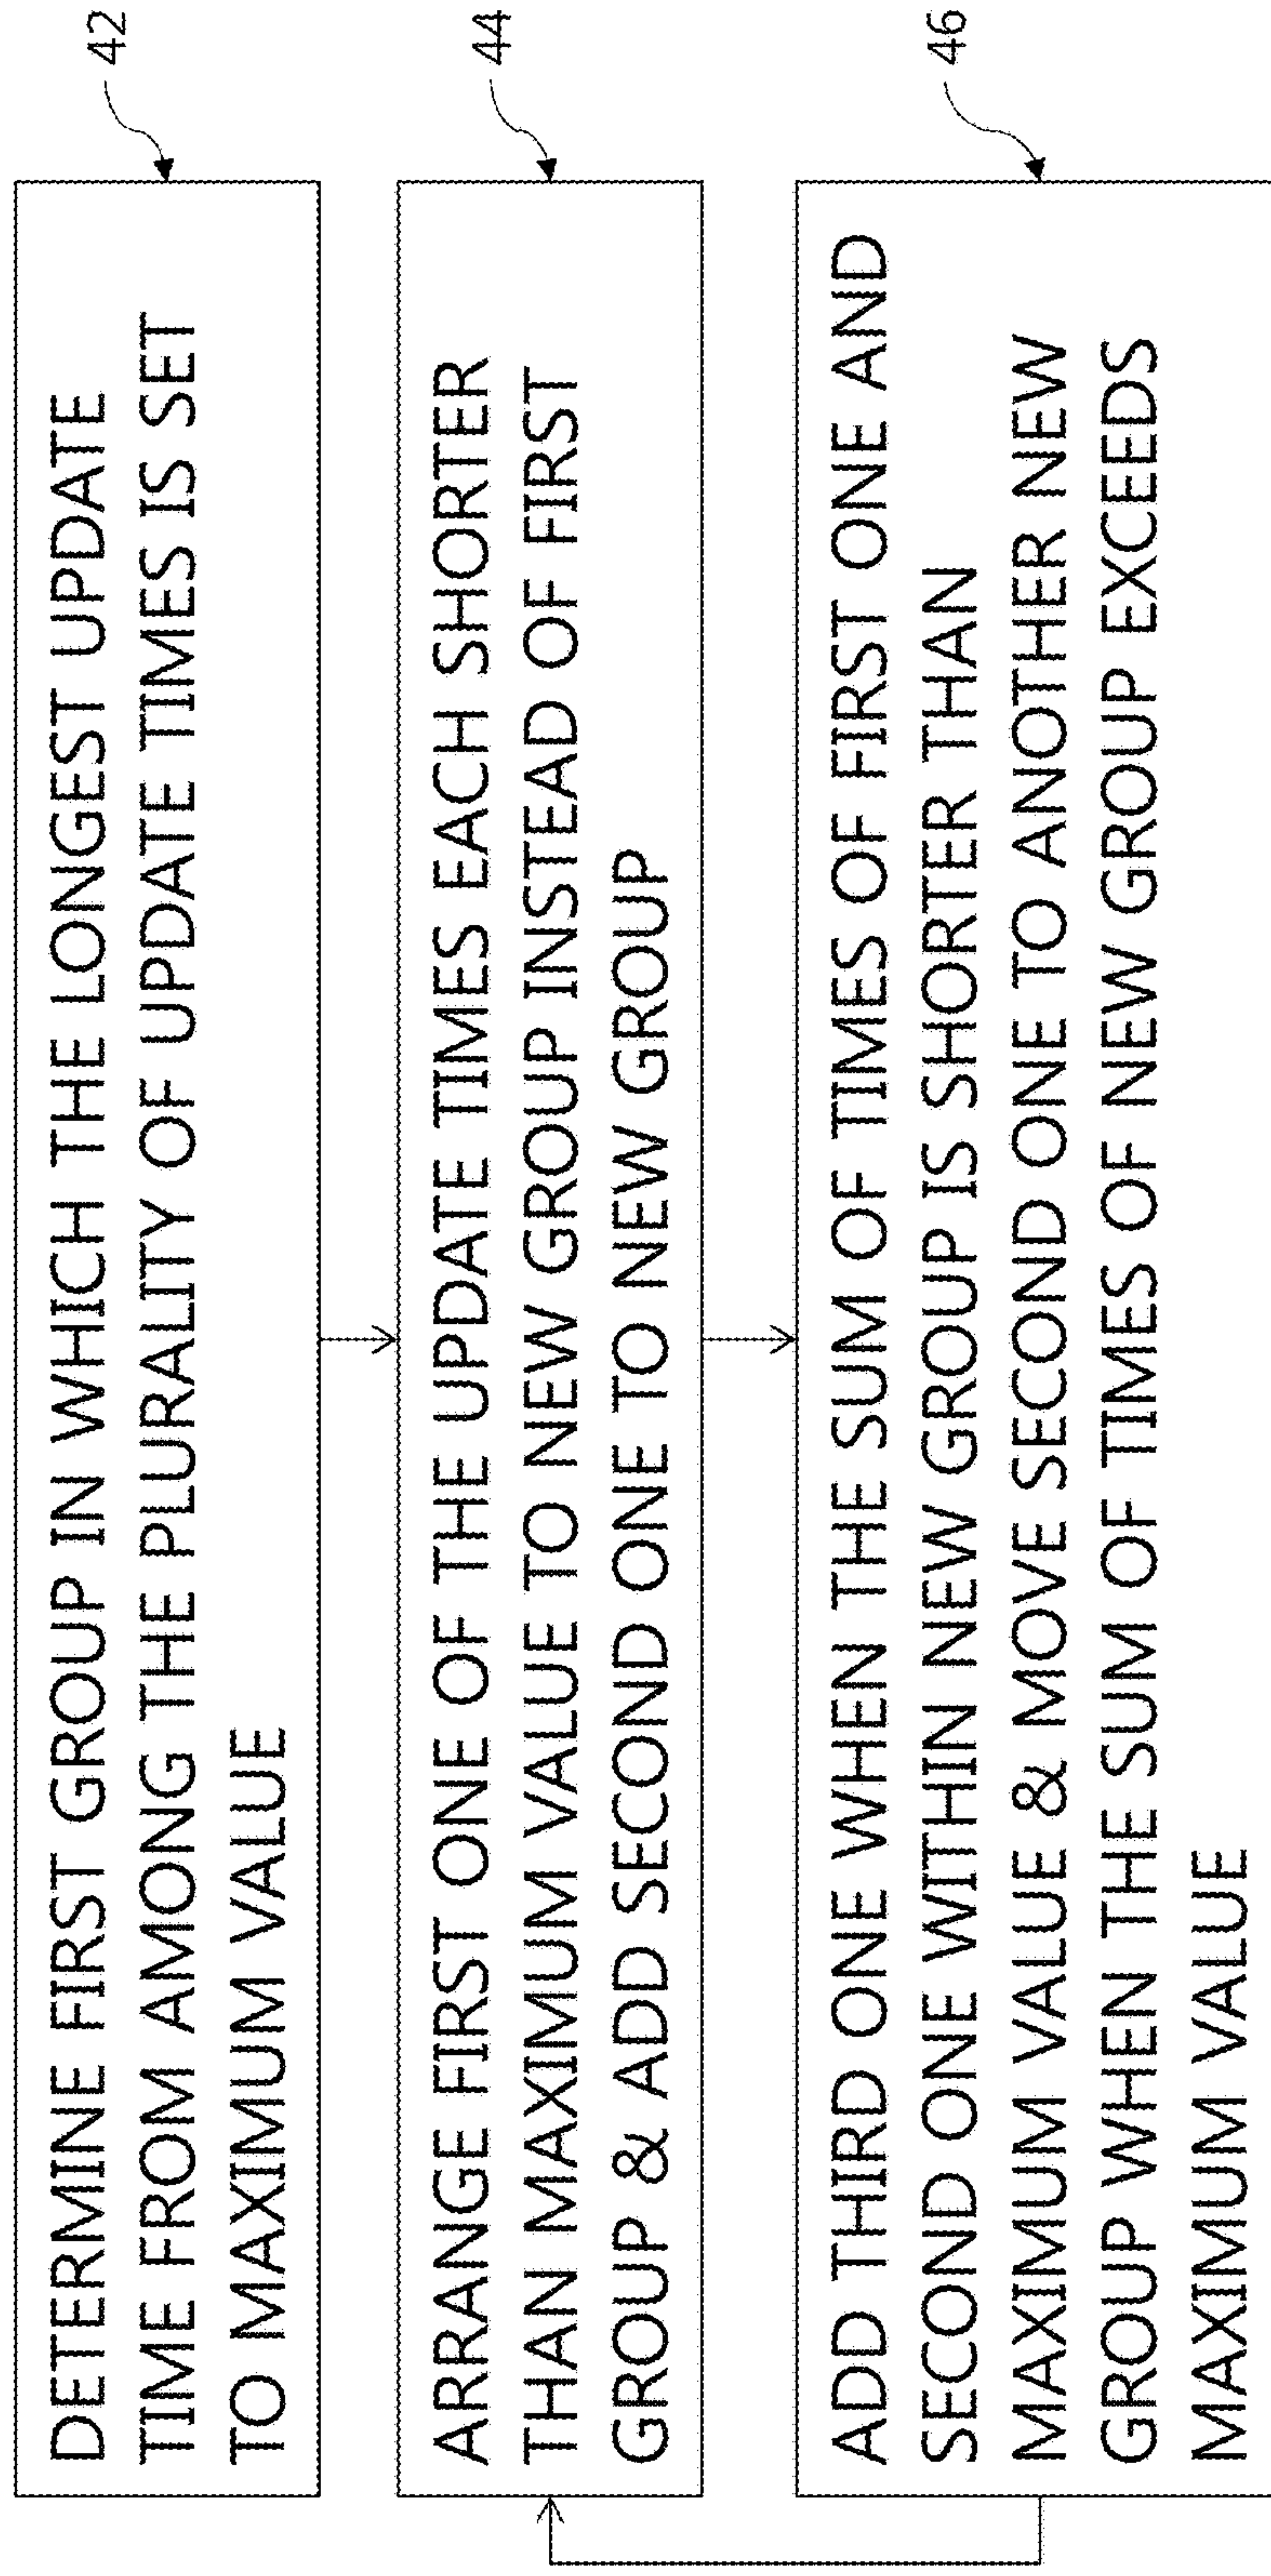 DETERMINE FIRST GROUP IN WHICH THE LONGEST UPDATE
TIME FROM AMONG THE PLURALITY OF UPDATE TIMES IS SET
TO MAXIMUM VALUE
42
ARRANGE FIRST ONE OF THE UPDATE TIMES EACH SHORTER
THAN MAXIMUM VALUE TO NEW GROUP INSTEAD OF FIRST
GROUP & ADD SECOND ONE TO NEW GROUP
44
ADD THIRD ONE WHEN THE SUM OF TIMES OF FIRST ONE AND
SECOND ONE WITHIN NEW GROUP IS SHORTER THAN
MAXIMUM VALUE & MOVE SECOND ONE TO ANOTHER NEW
GROUP WHEN THE SUM OF TIMES OF NEW GROUP EXCEEDS
MAXIMUM VALUE
46